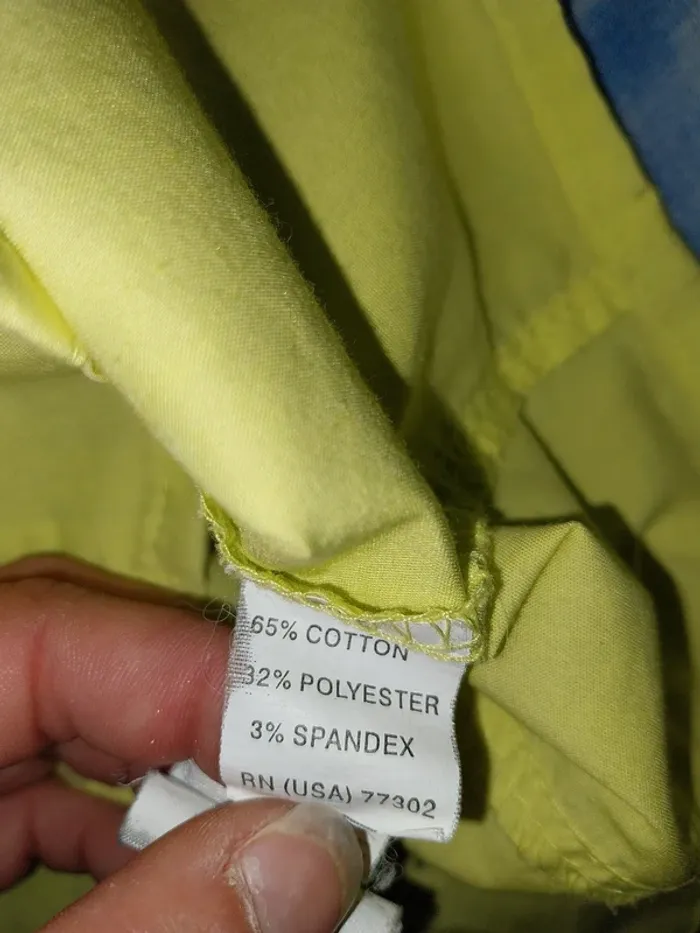 65% COTTON
32% POLYESTER
3% SPANDEX
RN (USA) 77302